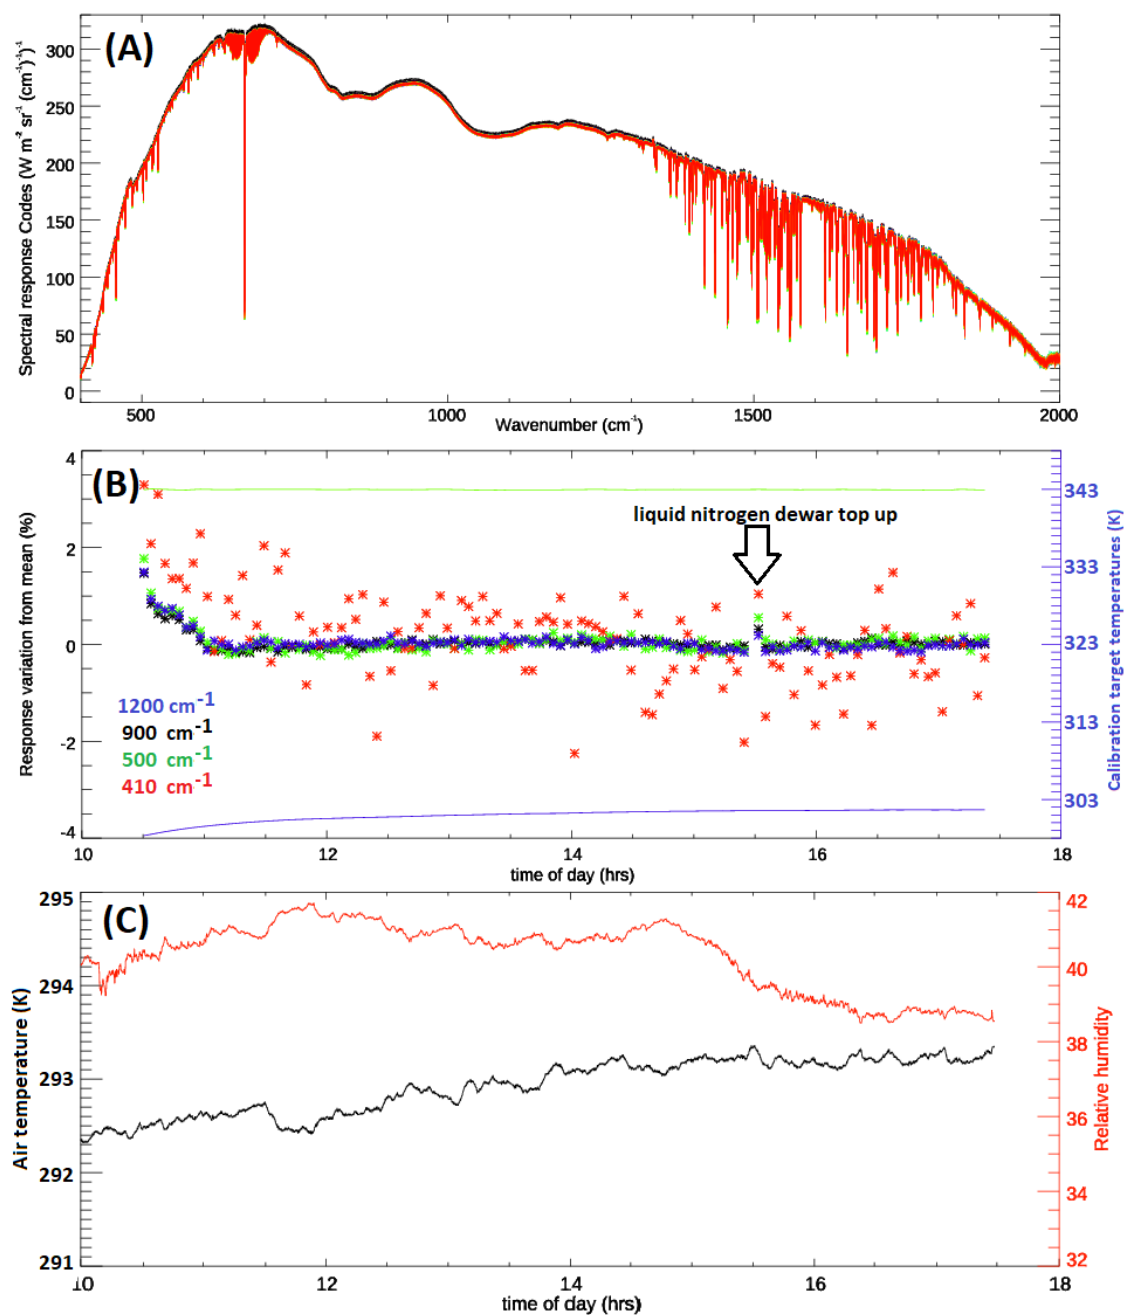 (A)
Spectral response Codes (W m⁻² sr⁻¹ (cm⁻¹)⁻¹)⁻¹
300
250
200
150
100
50
0
500
1000
1500
2000
Wavenumber (cm⁻¹)
(B)
Response variation from mean (%)
4
2
0
-2
-4
liquid nitrogen dewar top up
1200 cm⁻¹
900 cm⁻¹
500 cm⁻¹
410 cm⁻¹
343
333
323
313
303
Calibration target temperatures (K)
10
12
14
16
18
time of day (hrs)
(C)
Air temperature (K)
295
294
293
292
291
42
40
38
36
34
32
Relative humidity
10
12
14
16
18
time of day (hrs)